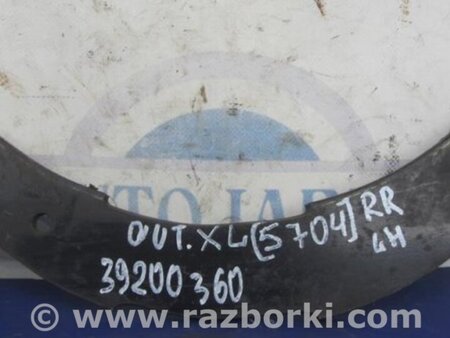 OUT. XL [5704] RR
LH
39200360
www.razborki.com